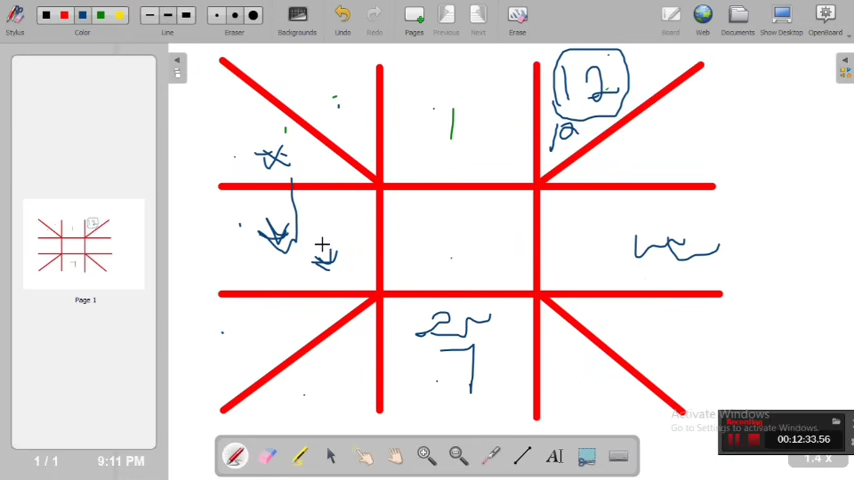 Stylus
Color
Line
Eraser
Backgrounds
Undo
Redo
Pages
Previous
Next
Erase
Board
Web
Documents
Show Desktop
OpenBoard
12
1
Page 1
7
Activate Windows
Go to Settings to activate Windows.
Recording
00:12:33.56
1 / 1
9:11 PM
1.4 x